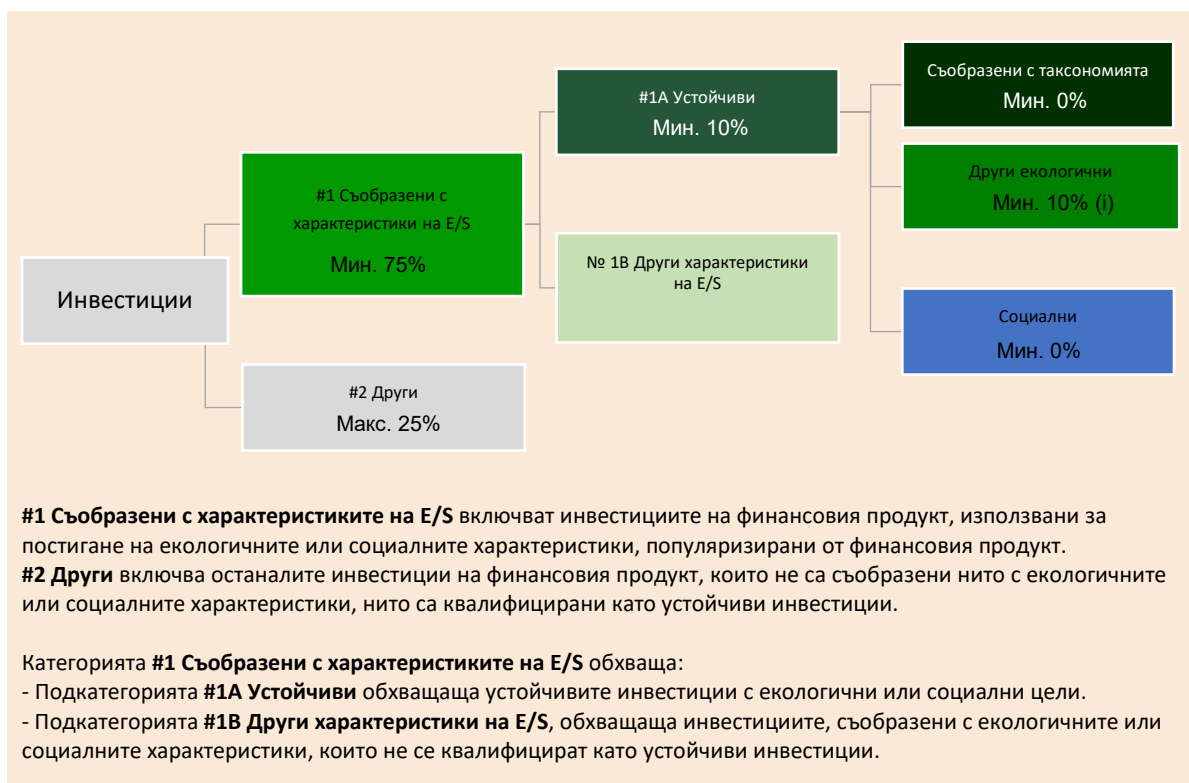 Инвестиции
#1 Съобразени с
характеристики на E/S
Мин. 75%
#2 Други
Макс. 25%
#1A Устойчиви
Мин. 10%
№ 1B Други характеристики
на E/S
Съобразени с таксономията
Мин. 0%
Други екологични
Мин. 10% (i)
Социални
Мин. 0%
#1 Съобразени с характеристиките на E/S включват инвестициите на финансовия продукт, използвани за
постигане на екологичните или социалните характеристики, популяризирани от финансовия продукт.
#2 Други включва останалите инвестиции на финансовия продукт, които не са съобразени нито с екологичните
или социалните характеристики, нито са квалифицирани като устойчиви инвестиции.
Категорията #1 Съобразени с характеристиките на E/S обхваща:
- Подкатегорията #1A Устойчиви обхващаща устойчивите инвестиции с екологични или социални цели.
- Подкатегорията #1B Други характеристики на E/S, обхващаща инвестициите, съобразени с екологичните или
социалните характеристики, които не се квалифицират като устойчиви инвестиции.